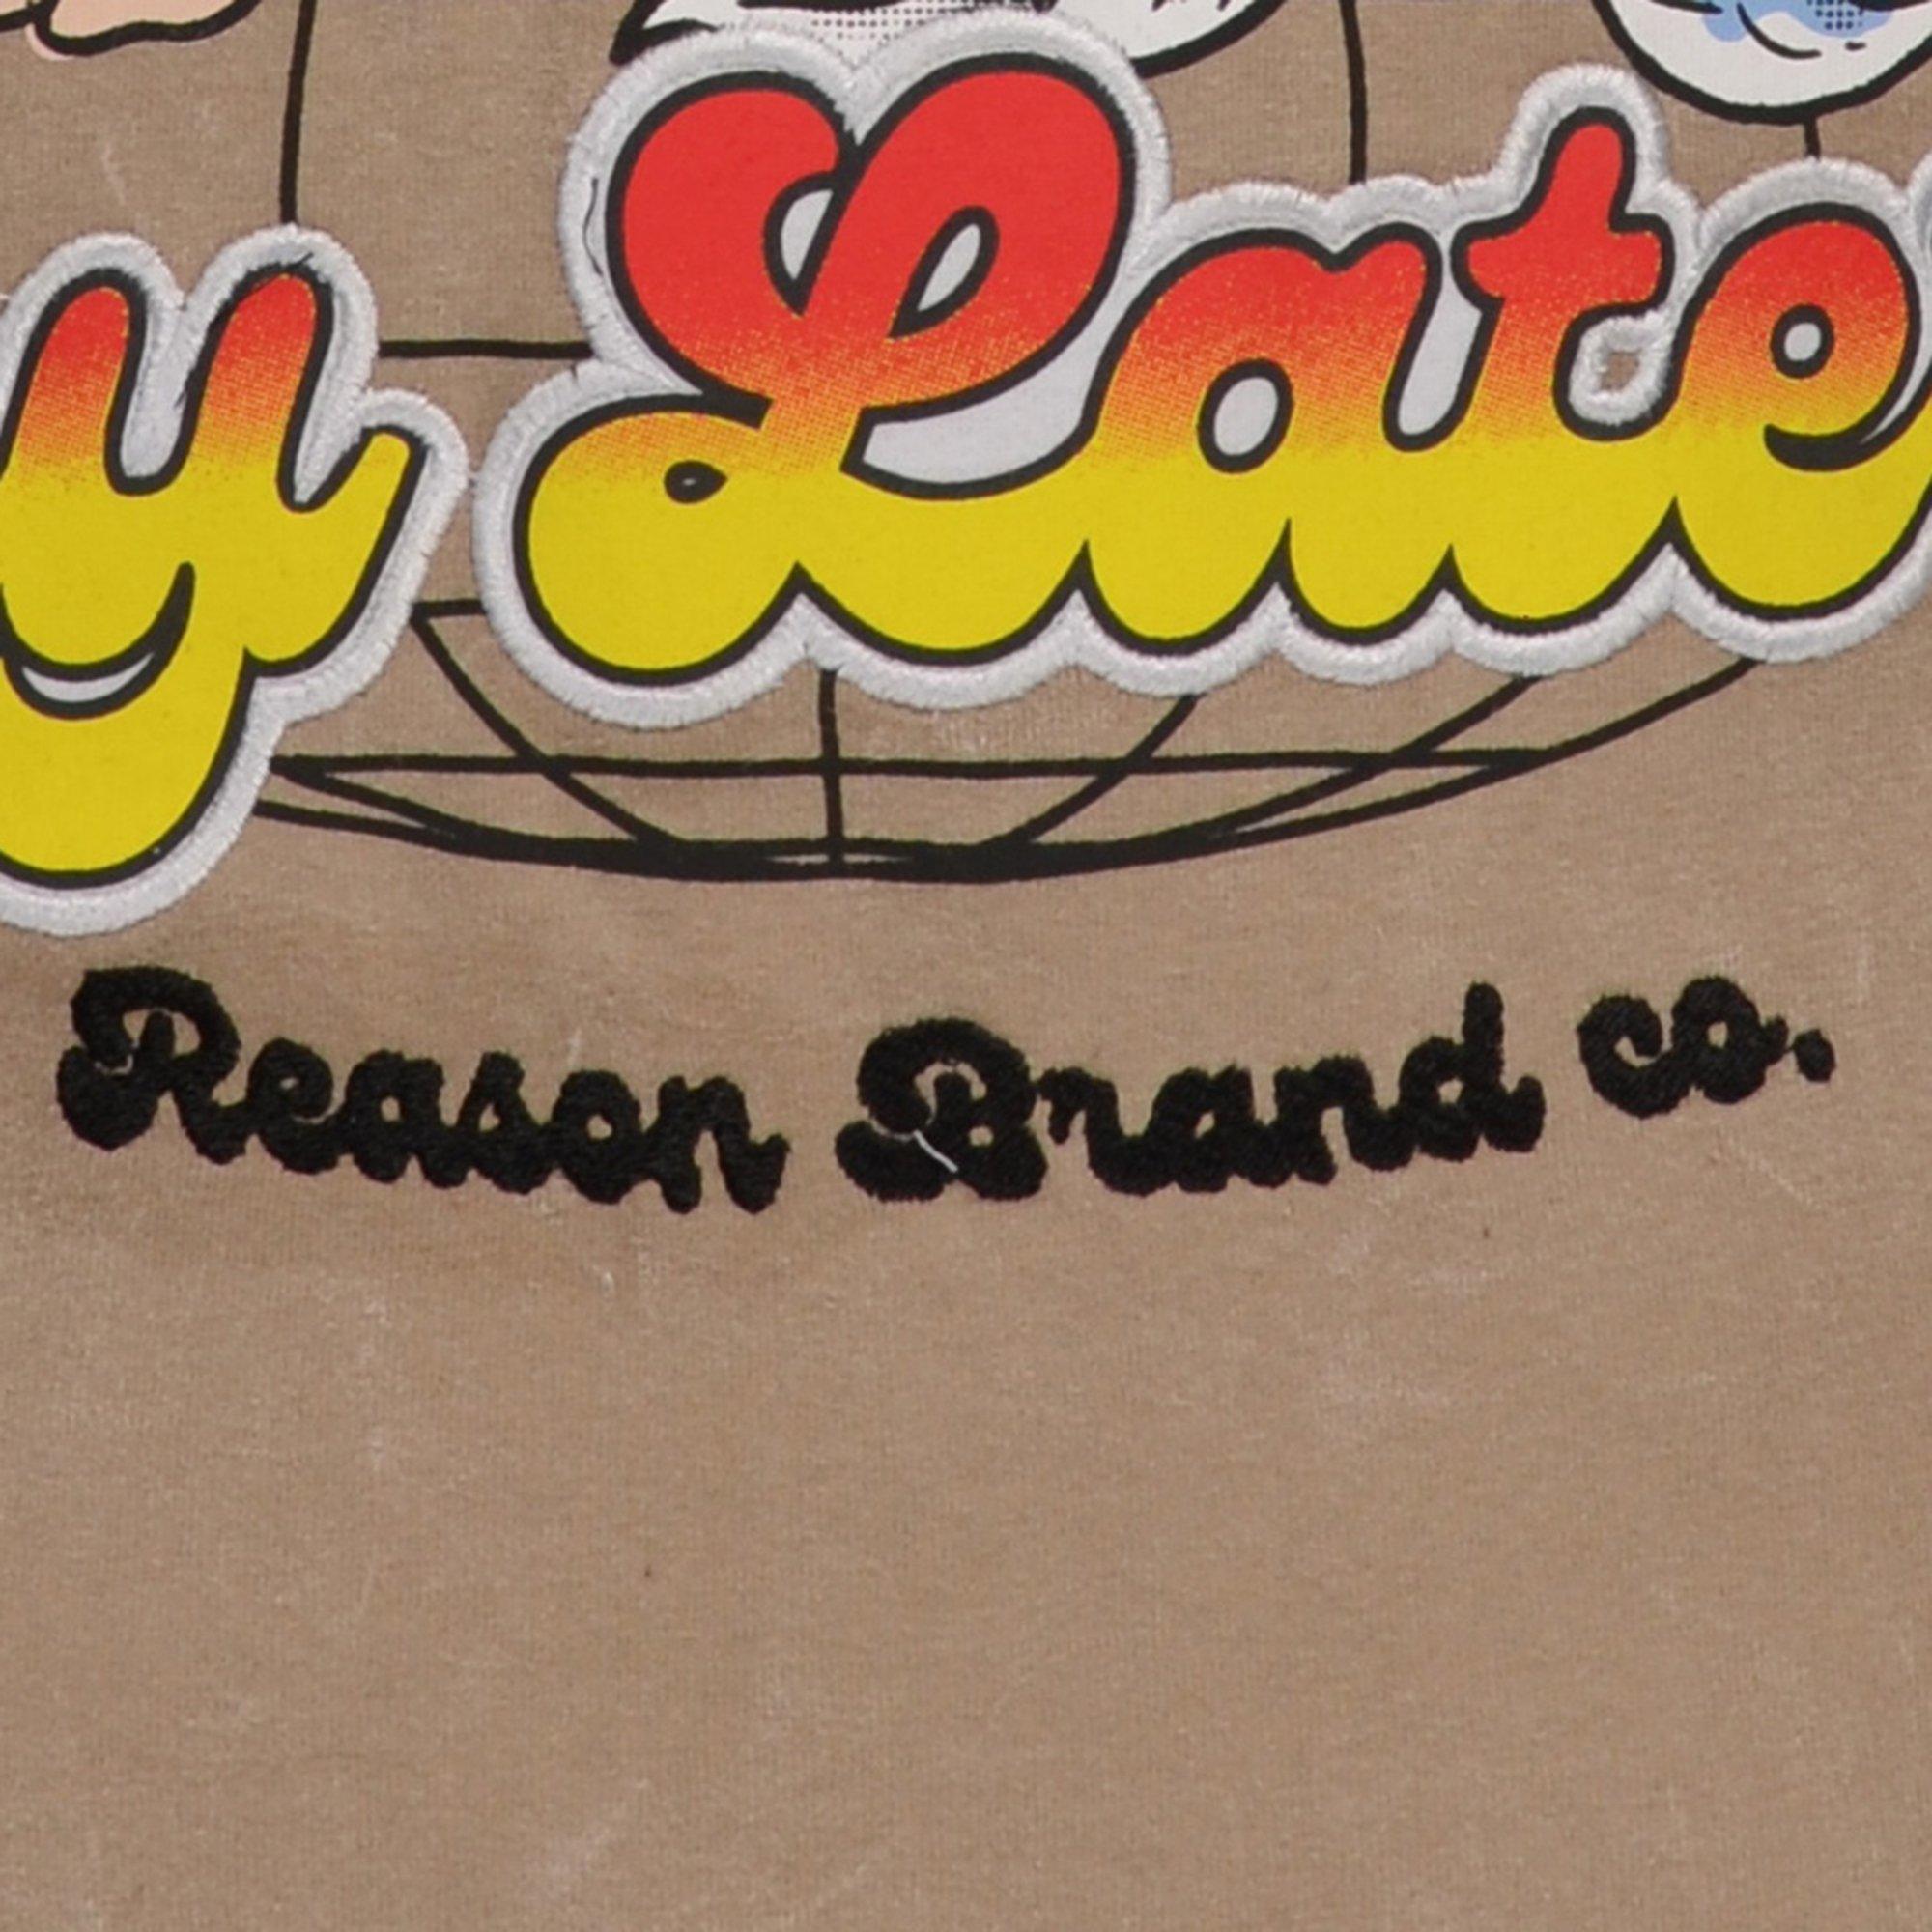 y Late
Reason Brand co.